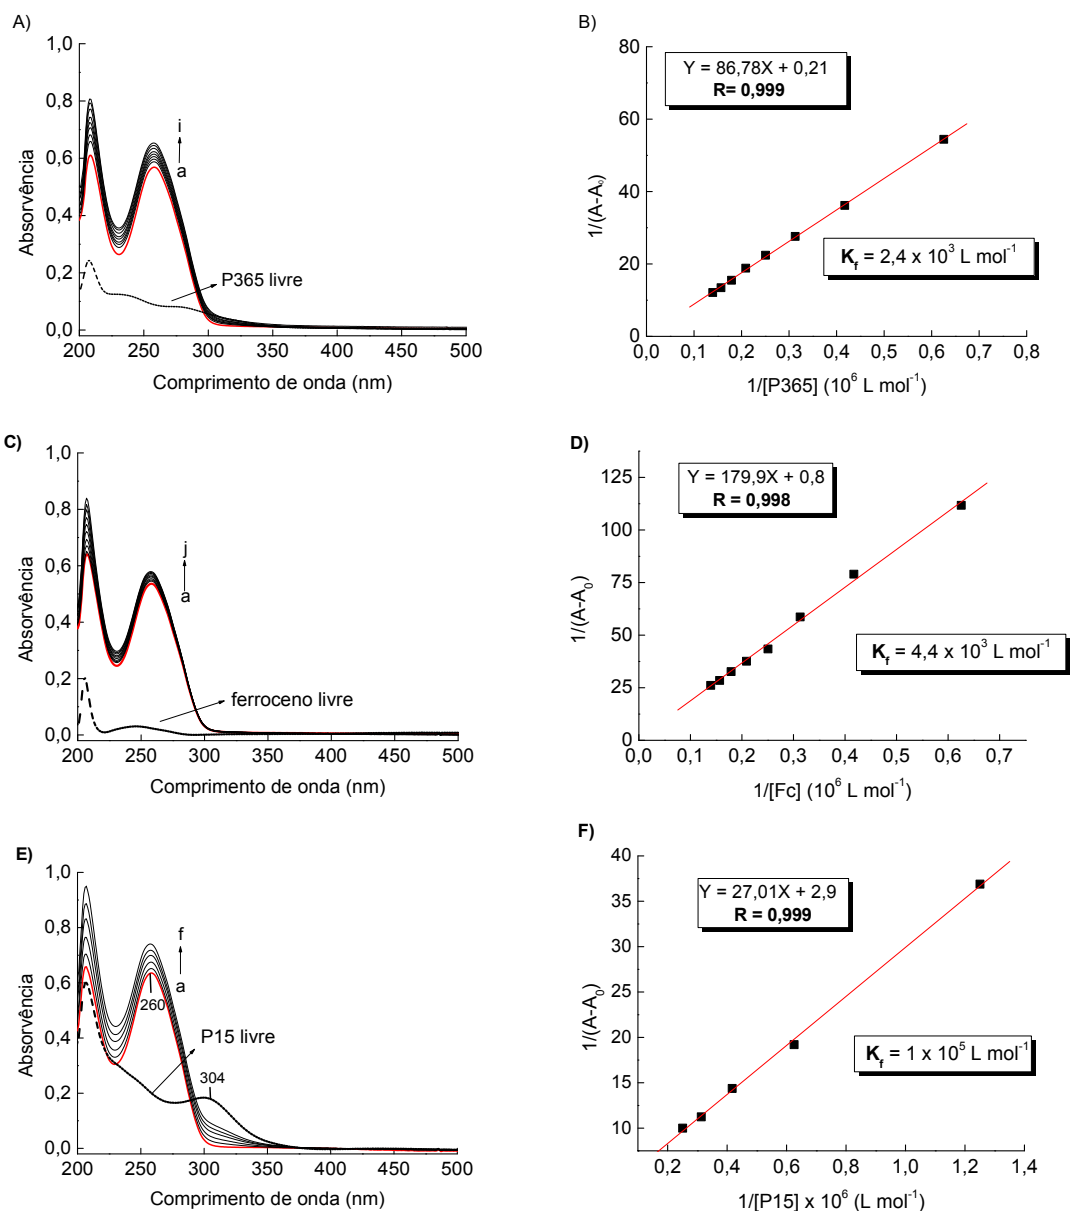 A)
1,0
0,8
0,6
0,4
0,2
0,0
Absorvência
i
a
P365 livre
200 250 300 350 400 450 500
Comprimento de onda (nm)
B)
80
60
40
20
0
1/(A-A₀)
Y = 86,78X + 0,21
R= 0,999
K_f = 2,4 x 10³ L mol⁻¹
0,0 0,1 0,2 0,3 0,4 0,5 0,6 0,7 0,8
1/[P365] (10⁶ L mol⁻¹)
C)
1,0
0,8
0,6
0,4
0,2
0,0
Absorvência
j
a
ferroceno livre
200 250 300 350 400 450 500
Comprimento de onda (nm)
D)
125
100
75
50
25
0
1/(A-A₀)
Y = 179,9X + 0,8
R = 0,998
K_f = 4,4 x 10³ L mol⁻¹
0,0 0,1 0,2 0,3 0,4 0,5 0,6 0,7
1/[Fc] (10⁶ L mol⁻¹)
E)
1,0
0,8
0,6
0,4
0,2
0,0
Absorvência
f
a
260
P15 livre
304
200 250 300 350 400 450 500
Comprimento de onda (nm)
F)
40
35
30
25
20
15
10
1/(A-A₀)
Y = 27,01X + 2,9
R = 0,999
K_f = 1 x 10⁵ L mol⁻¹
0,2 0,4 0,6 0,8 1,0 1,2 1,4
1/[P15] x 10⁶ (L mol⁻¹)